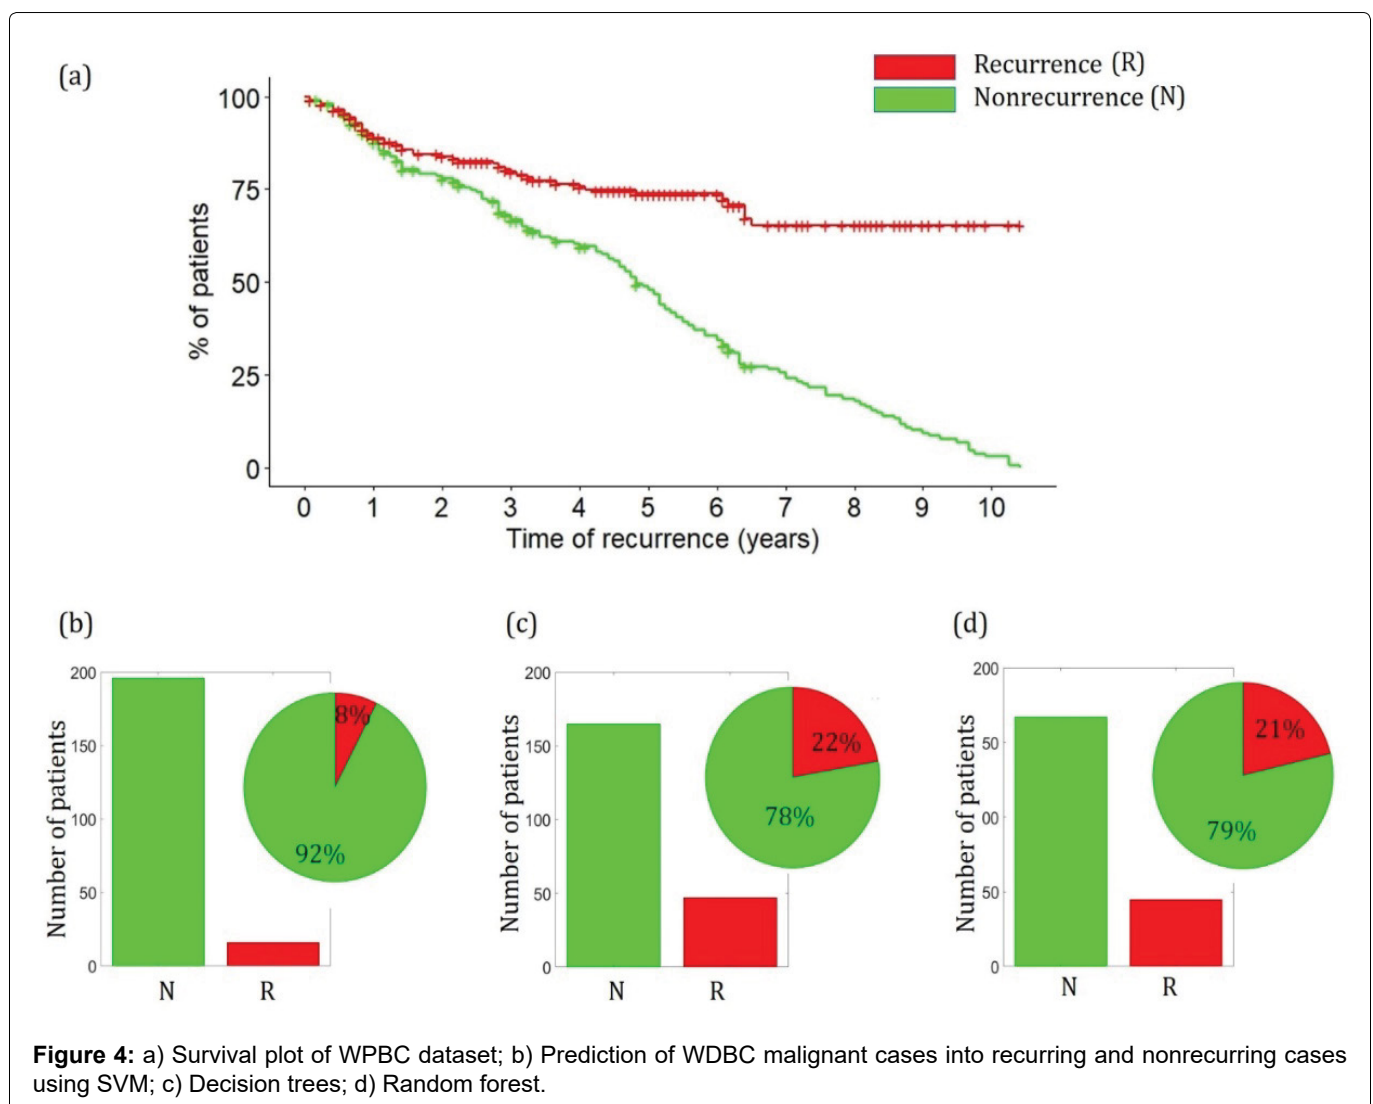 (a)
Recurrence (R)
Nonrecurrence (N)
% of patients
100
75
50
25
0
0 1 2 3 4 5 6 7 8 9 10
Time of recurrence (years)
(b)
Number of patients
200
150
100
50
0
8%
92%
N R
(c)
Number of patients
200
150
100
50
0
22%
78%
N R
(d)
Number of patients
200
50
00
50
0
21%
79%
N R
Figure 4: a) Survival plot of WPBC dataset; b) Prediction of WDBC malignant cases into recurring and nonrecurring cases
using SVM; c) Decision trees; d) Random forest.